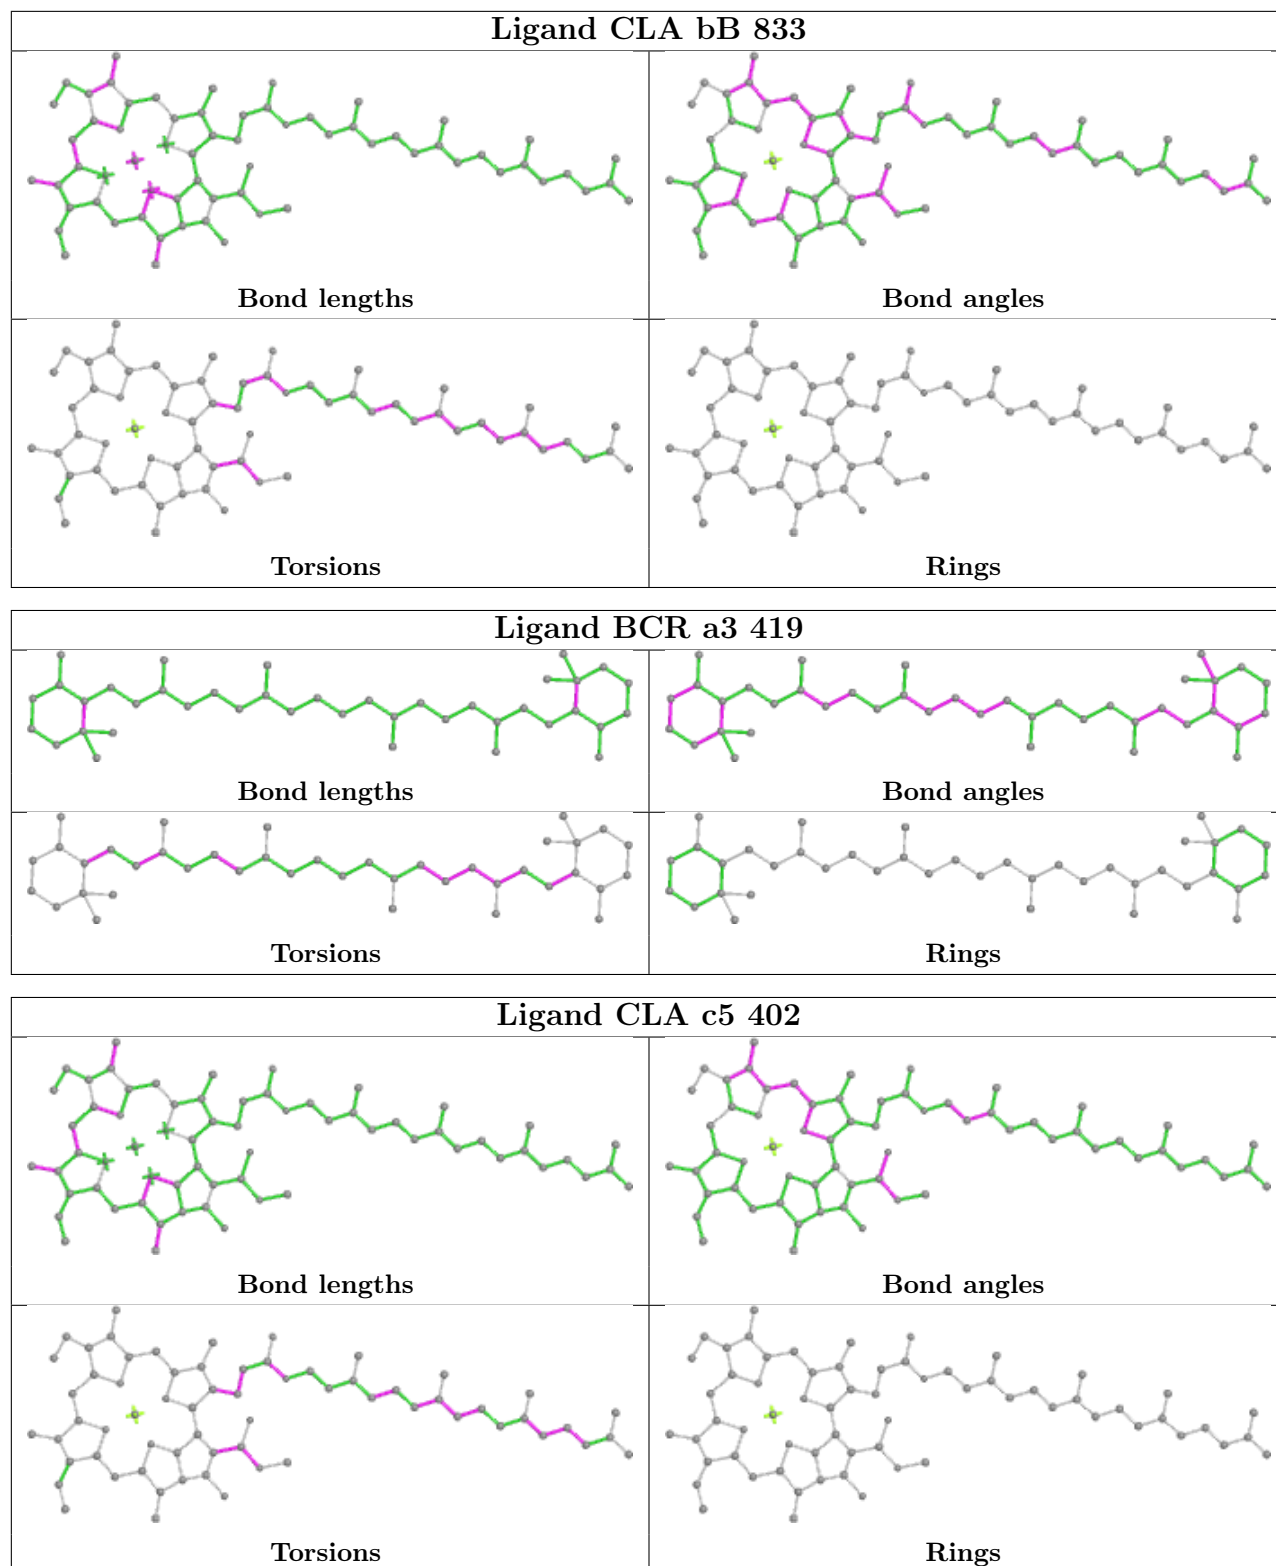 Ligand CLA bB 833
Bond lengths
Bond angles
Torsions
Rings
Ligand BCR a3 419
Bond lengths
Bond angles
Torsions
Rings
Ligand CLA c5 402
Bond lengths
Bond angles
Torsions
Rings